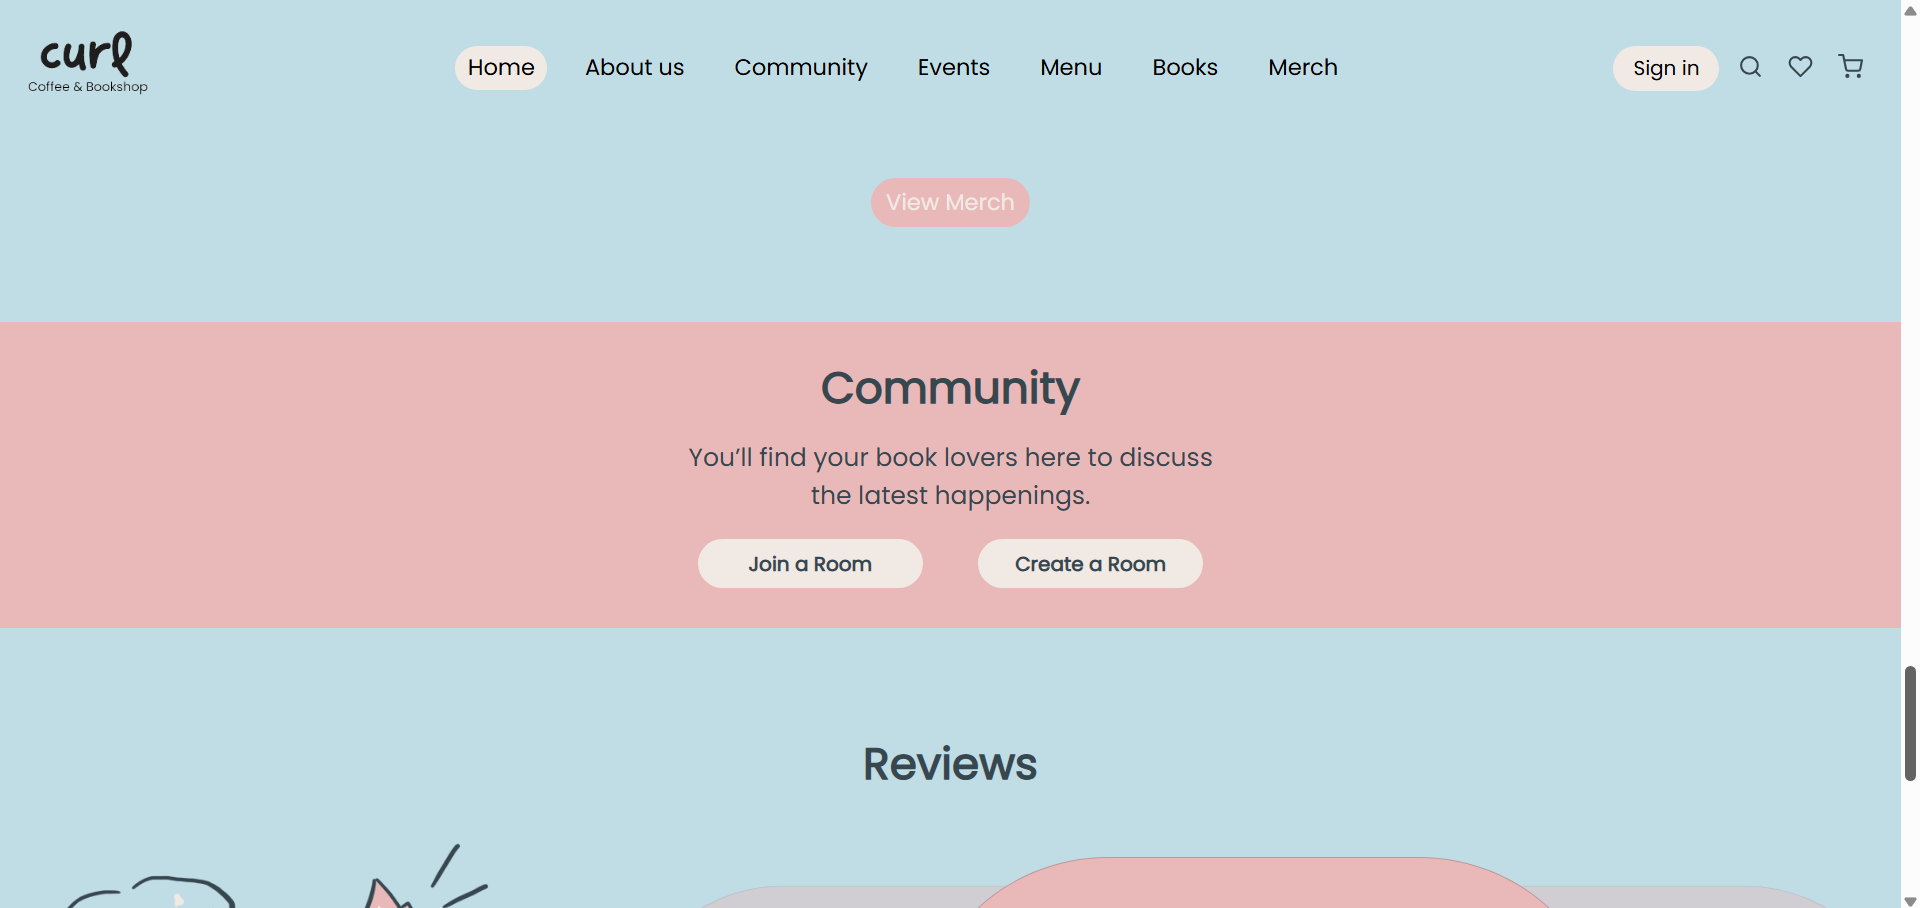 curl
Coffee & Bookshop
Home
About us
Community
Events
Menu
Books
Merch
Sign in
View Merch
Community
You’ll find your book lovers here to discuss
the latest happenings.
Join a Room
Create a Room
Reviews